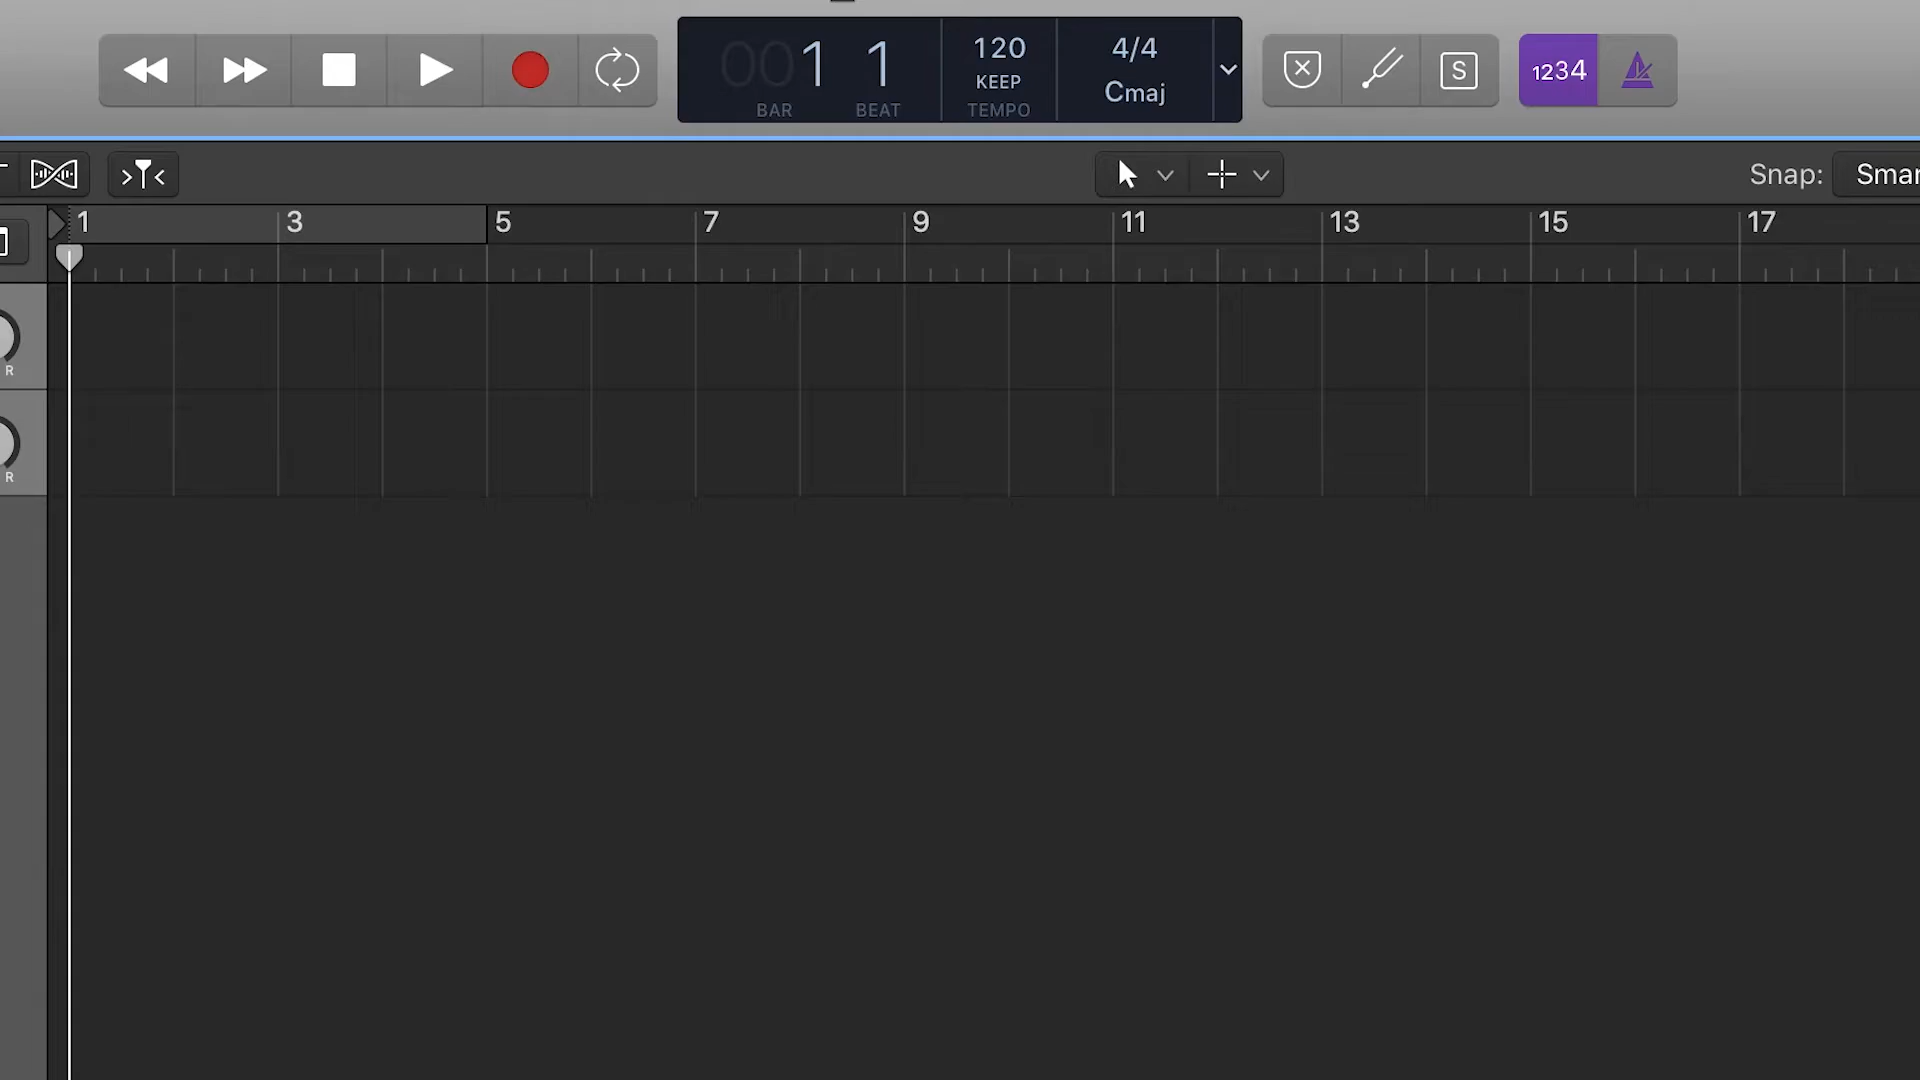 001 1 120 4/4
KEEP Cmaj
BAR BEAT TEMPO
S 1234
Snap:
1 3 5 7 9 11 13 15 17
R
R